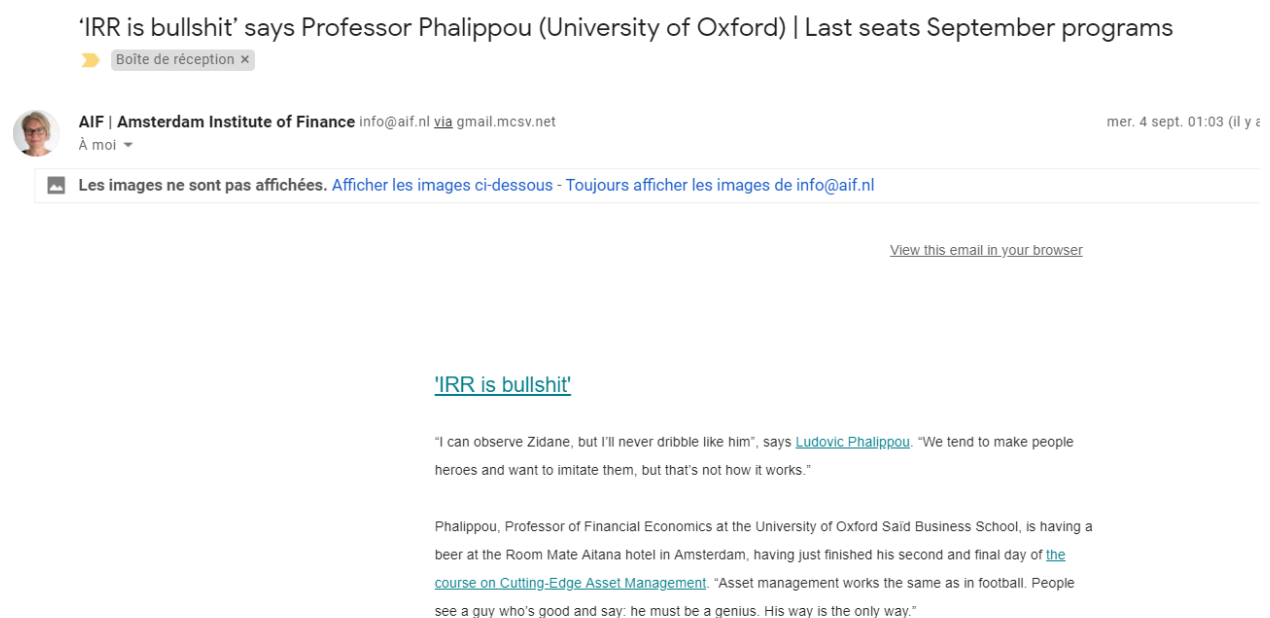 ‘IRR is bullshit’ says Professor Phalippou (University of Oxford) | Last seats September programs
Boîte de réception ×
AIF | Amsterdam Institute of Finance info@aif.nl via gmail.mcsv.net
mer. 4 sept. 01:03 (il y a
À moi
Les images ne sont pas affichées. Afficher les images ci-dessous - Toujours afficher les images de info@aif.nl
View this email in your browser
'IRR is bullshit'
“I can observe Zidane, but I’ll never dribble like him”, says Ludovic Phalippou. “We tend to make people
heroes and want to imitate them, but that’s not how it works.”
Phalippou, Professor of Financial Economics at the University of Oxford Saïd Business School, is having a
beer at the Room Mate Aitana hotel in Amsterdam, having just finished his second and final day of the
course on Cutting-Edge Asset Management. “Asset management works the same as in football. People
see a guy who’s good and say: he must be a genius. His way is the only way.”